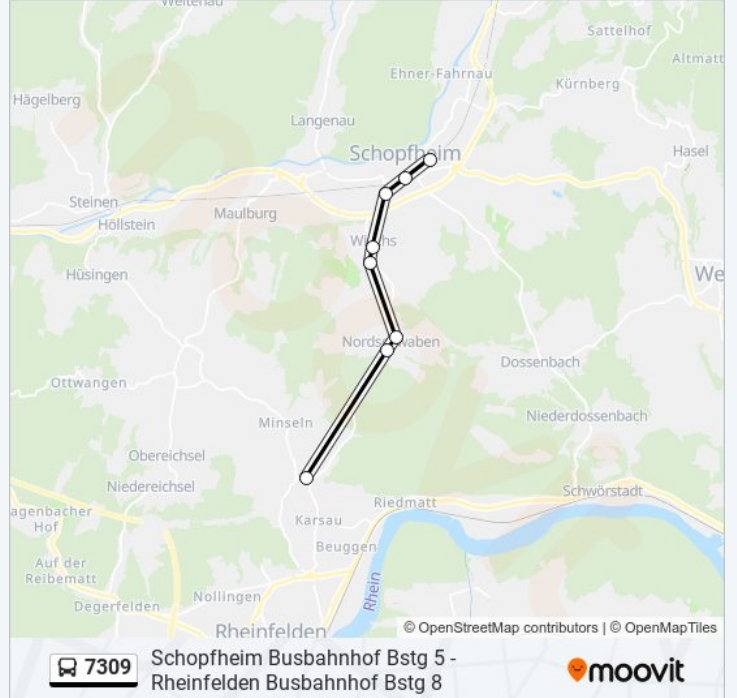 Weitenau
Sattelhof
Altmatt
Ehner-Fahrnau
Kürnberg
Hägelberg
Langenau
Schopfheim
Hasel
Steinen
Maulburg
Höllstein
Wiechs
Hüsingen
We
Nordschwaben
Dossenbach
Ottwangen
Niederdossenbach
Minseln
Obereichsel
Niedereichsel
Schwörstadt
Riedmatt
agenbacher
Hof
Karsau
Beuggen
Auf der
Reibematt
Rhein
Nollingen
Degerfelden
Rheinfelden
© OpenStreetMap contributors | © OpenMapTiles
7309
Schopfheim Busbahnhof Bstg 5 -
Rheinfelden Busbahnhof Bstg 8
moovit